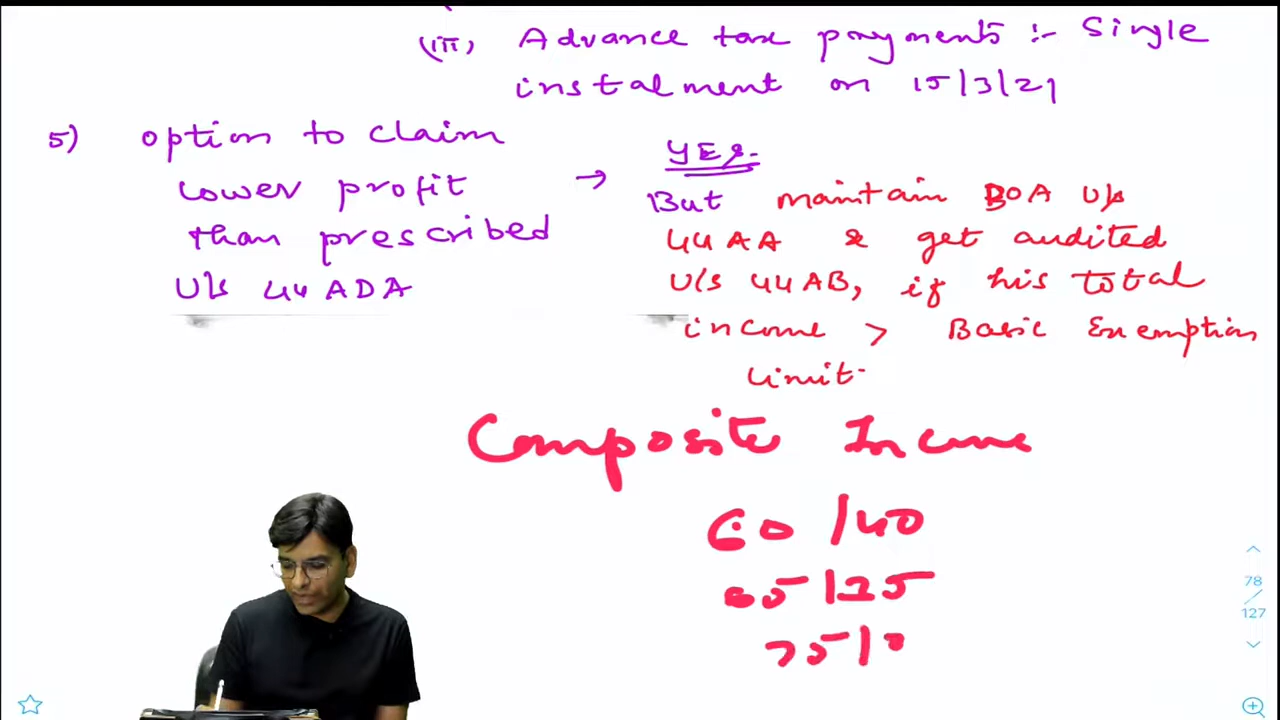 (iii) Advance tax payments :- Single
instalment on 15/3/21
5) option to claim
lower profit
than prescribed
U/s 44ADA
→ YES.
But maintain BOA U/s
44AA & get audited
U/s 44AB, if his total
income > Basic Exemption
limit.
Composite Income
60/40
65/35
75/
78
127